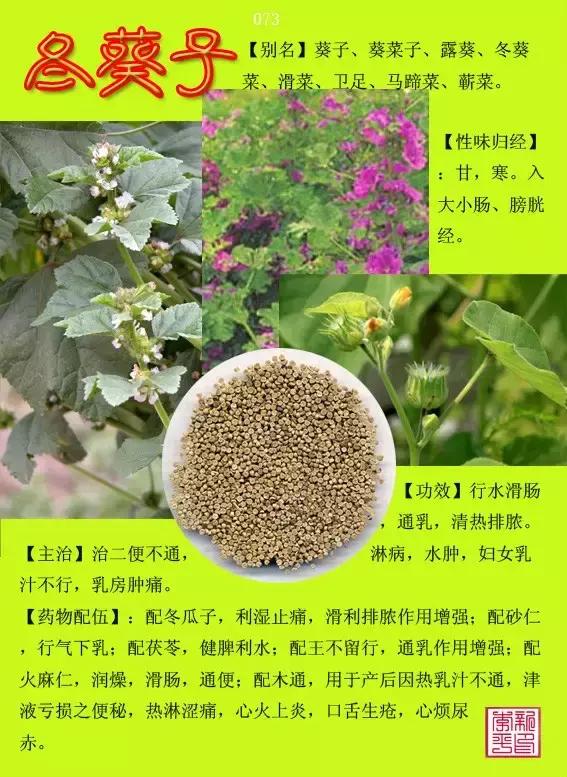 073
冬葵子
【别名】葵子、葵菜子、露葵、冬葵
菜、滑菜、卫足、马蹄菜、蕲菜。
【性味归经】
：甘，寒。入
大小肠、膀胱
经。
【功效】行水滑肠
，通乳，清热排脓。
【主治】治二便不通，淋病，水肿，妇女乳
汁不行，乳房肿痛。
【药物配伍】：配冬瓜子，利湿止痛，滑利排脓作用增强；配砂仁
，行气下乳；配茯苓，健脾利水；配王不留行，通乳作用增强；配
火麻仁，润燥，滑肠，通便；配木通，用于产后因热乳汁不通，津
液亏损之便秘，热淋涩痛，心火上炎，口舌生疮，心烦尿
赤。